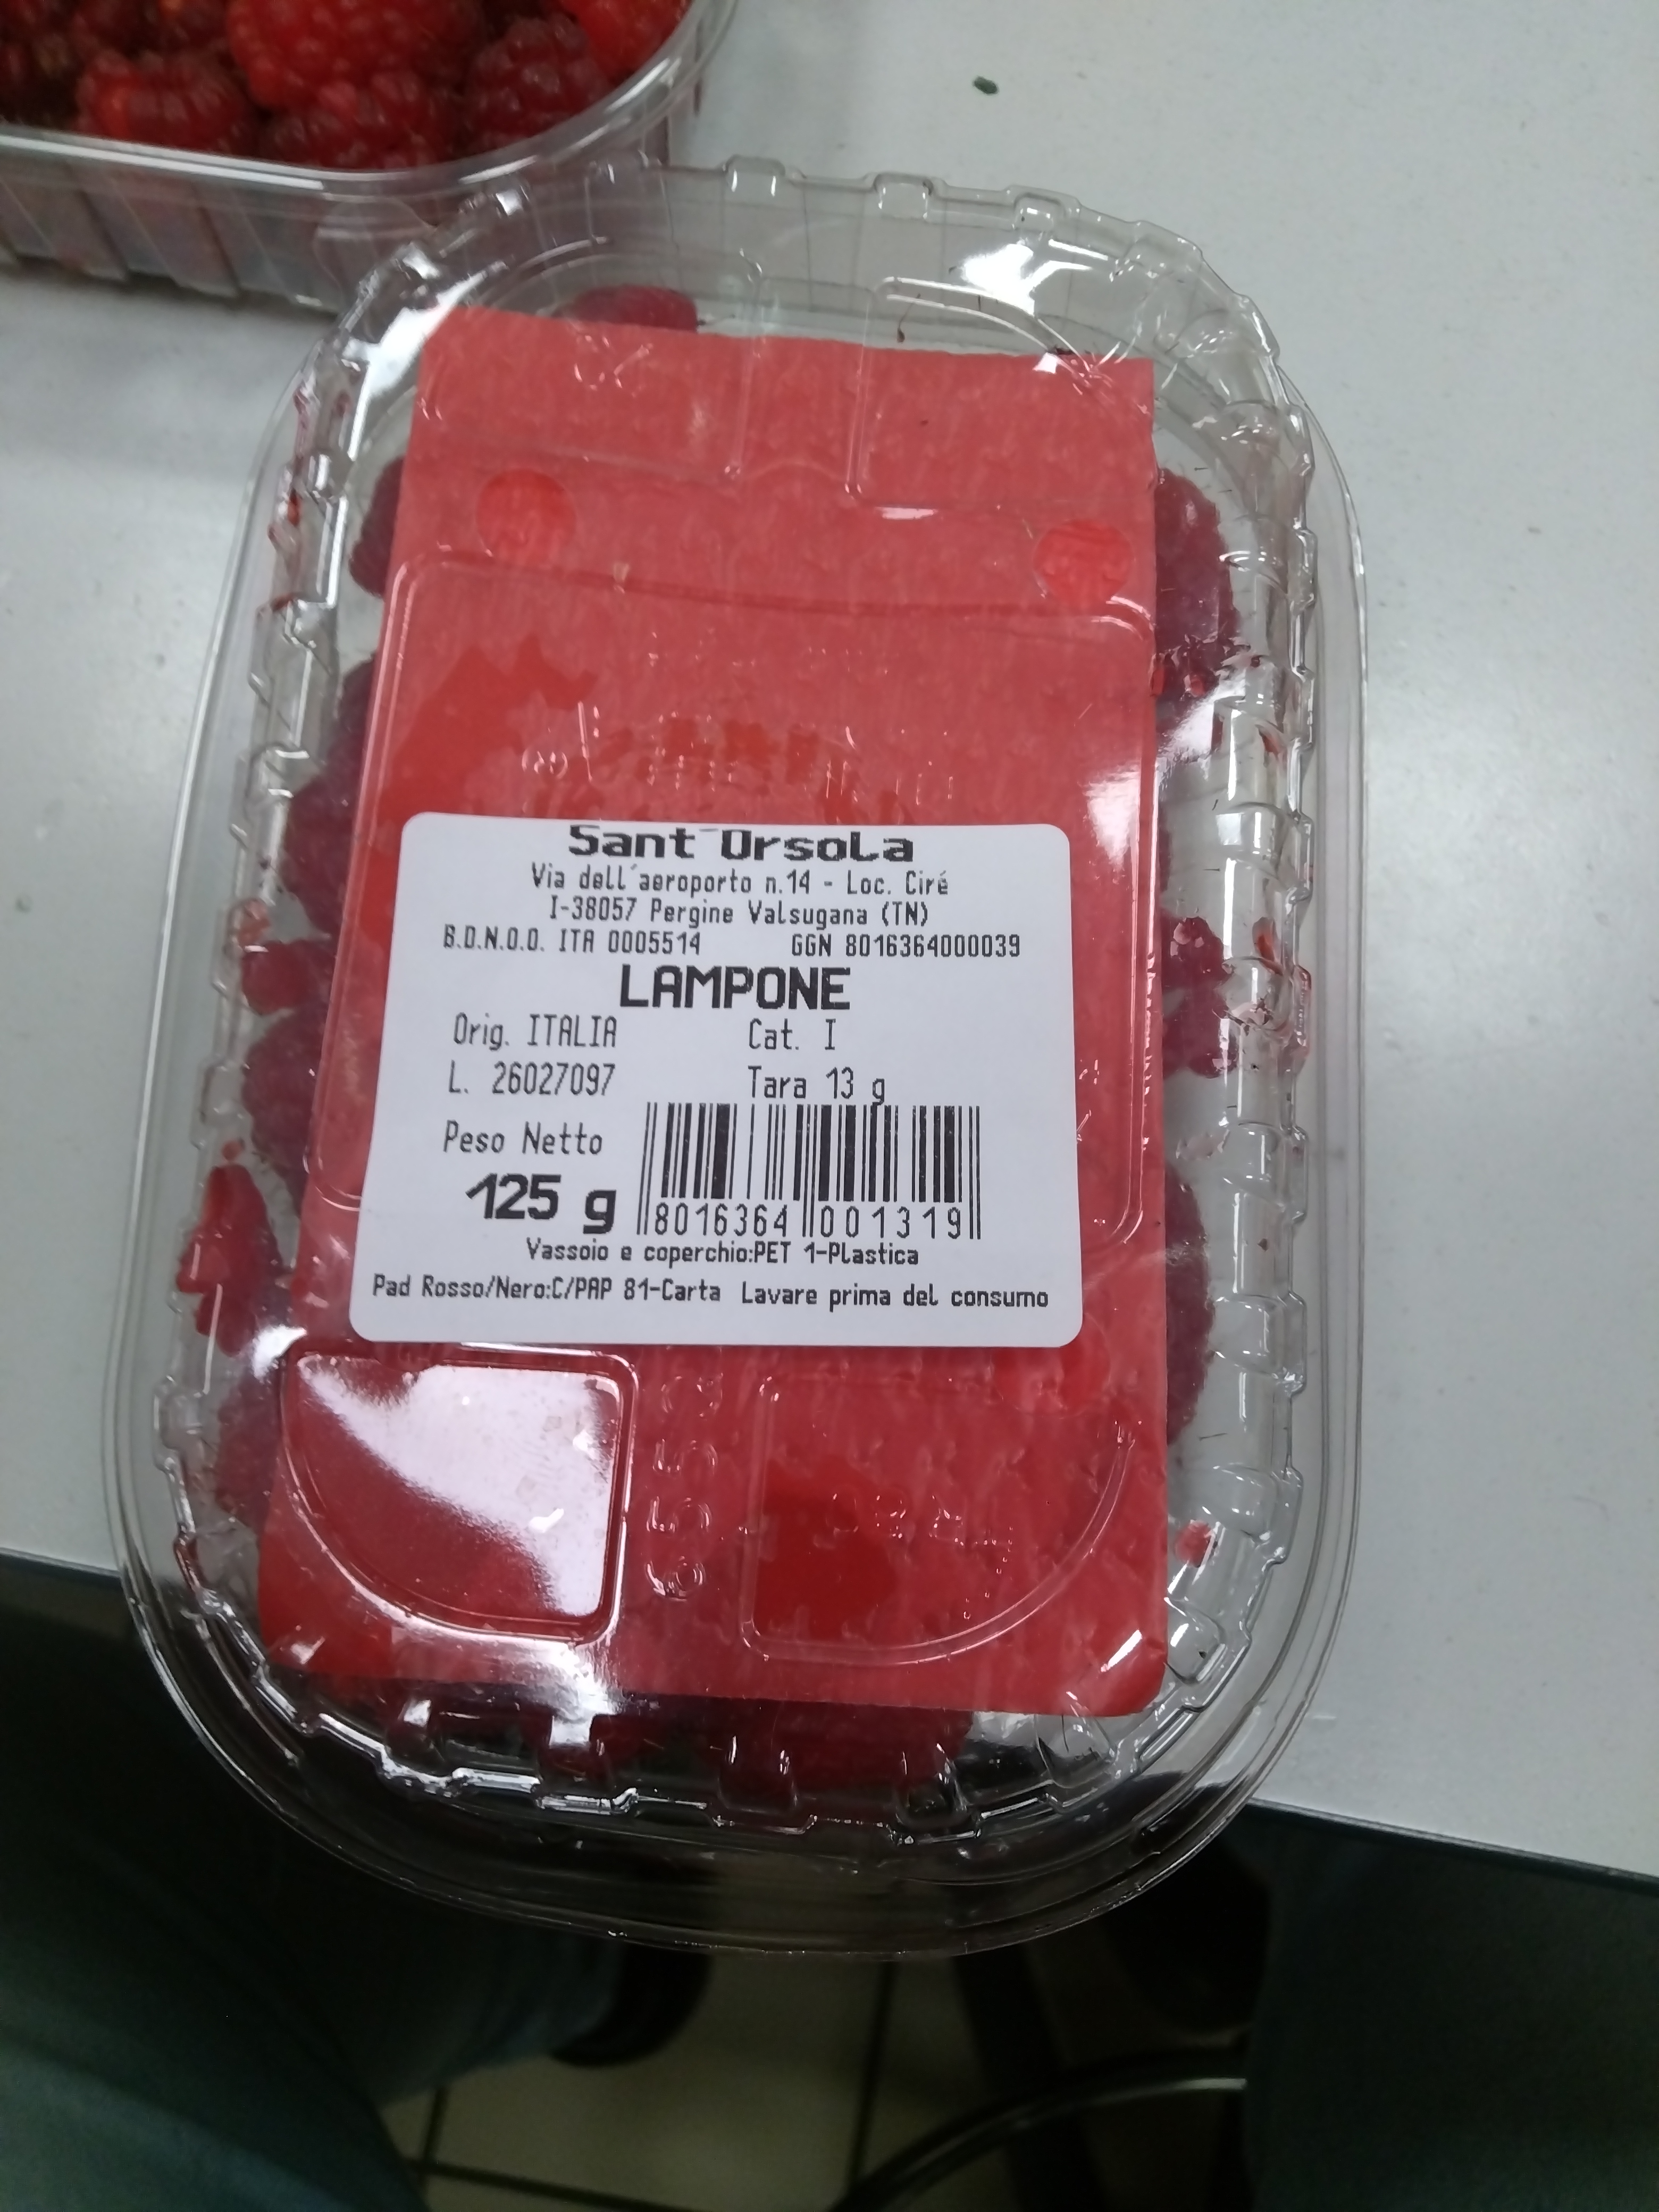 Sant´Orsola
Via dell´aeroporto n.14 - Loc. Ciré
I-38057 Pergine Valsugana (TN)
B.D.N.O.O. ITA 0005514 GGN 8016364000039
LAMPONE
Orig. ITALIA Cat. I
L. 26027097 Tara 13 g
Peso Netto
125 g
8016364 001319
Vassoio e coperchio:PET 1-Plastica
Pad Rosso/Nero:C/PAP 81-Carta Lavare prima del consumo